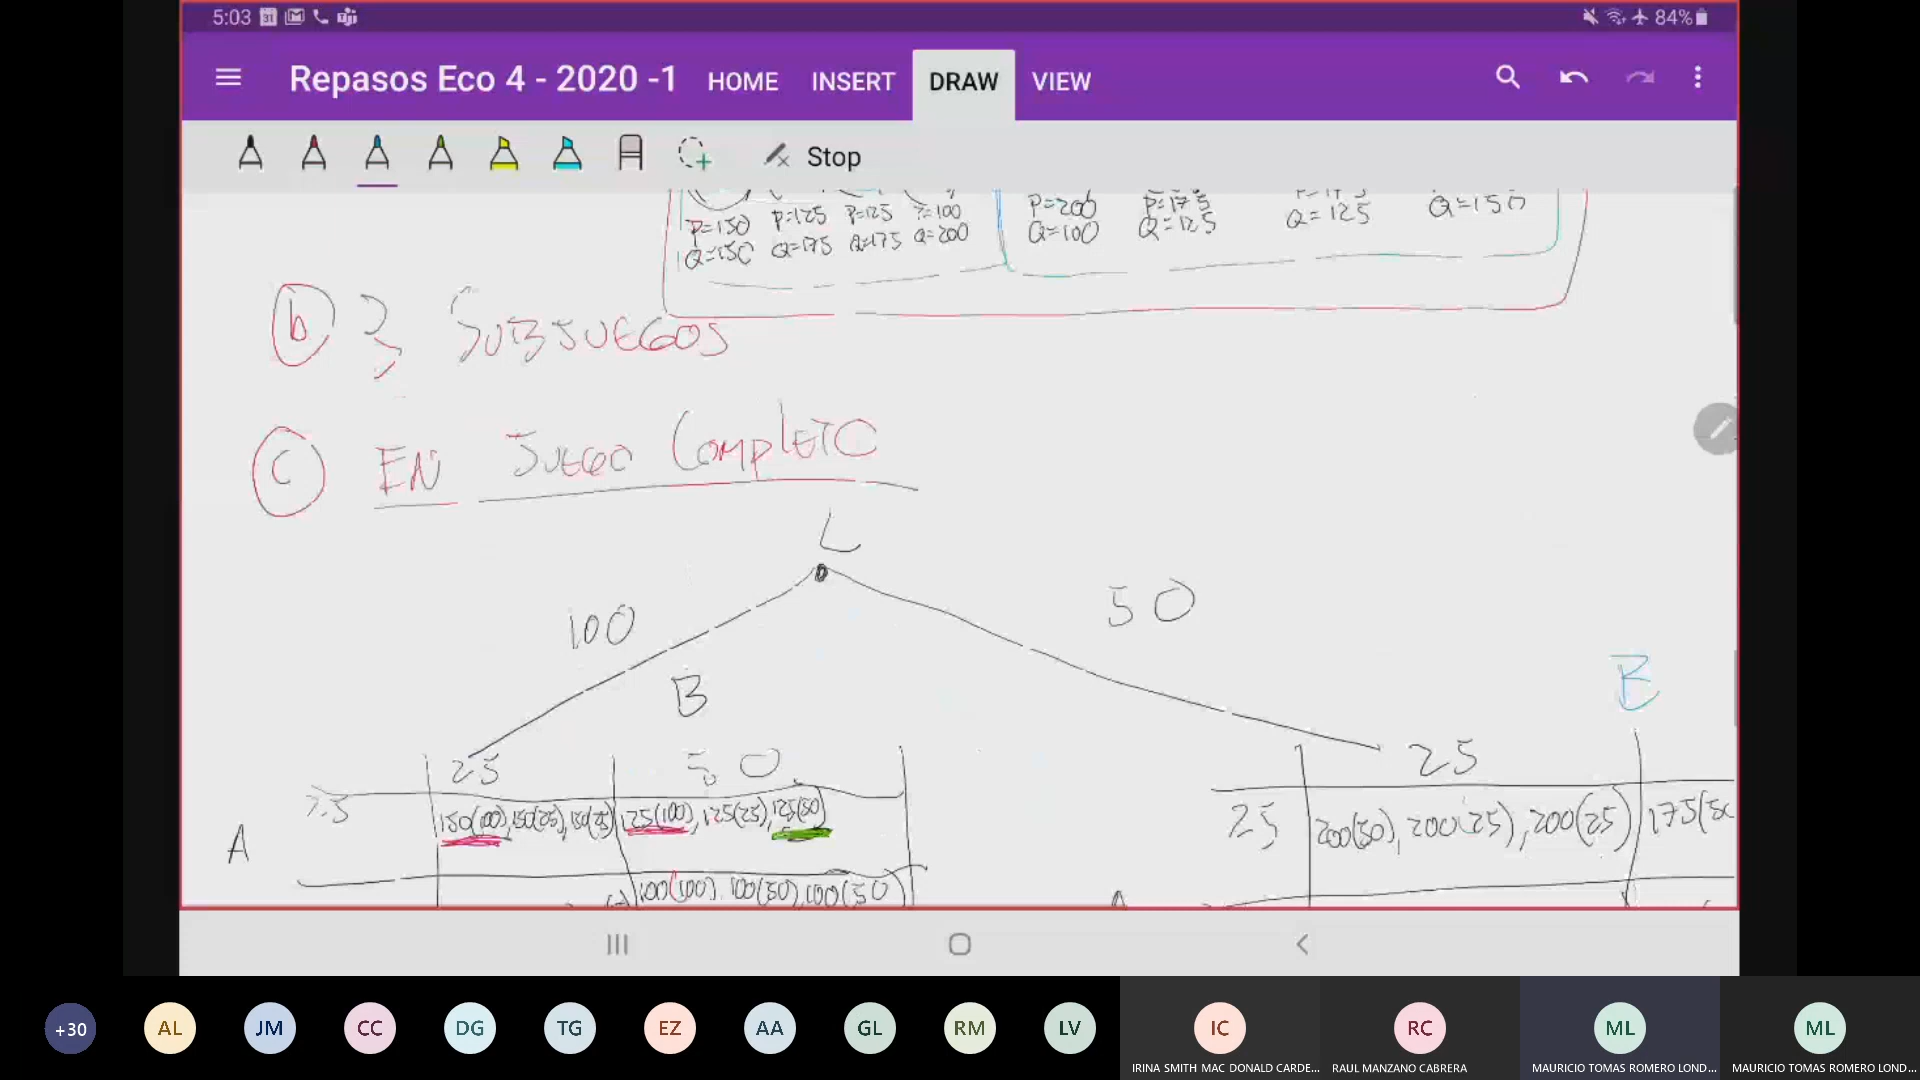 5:03 84%
Repasos Eco 4 - 2020 -1 HOME INSERT DRAW VIEW
Stop
P=150 P=125 P=125 P=100 P=200 P=175
Q=150 Q=175 Q=175 Q=200 Q=100 Q=125 Q=125 Q=150
b 3 SUBJUEGOS
c EN JUEGO COMPLETO
L
100 50
B B
25 50 25
25 150(100), 150(25), 150(25) 125(100), 125(25), 125(50) 25 200(50), 200(25), 200(25)
A
100(100), 100(50), 100(50)
+30 AL JM CC DG TG EZ AA GL RM LV IC RC ML ML
IRINA SMITH MAC DONALD CARDE... RAUL MANZANO CABRERA MAURICIO TOMAS ROMERO LOND... MAURICIO TOMAS ROMERO LOND...